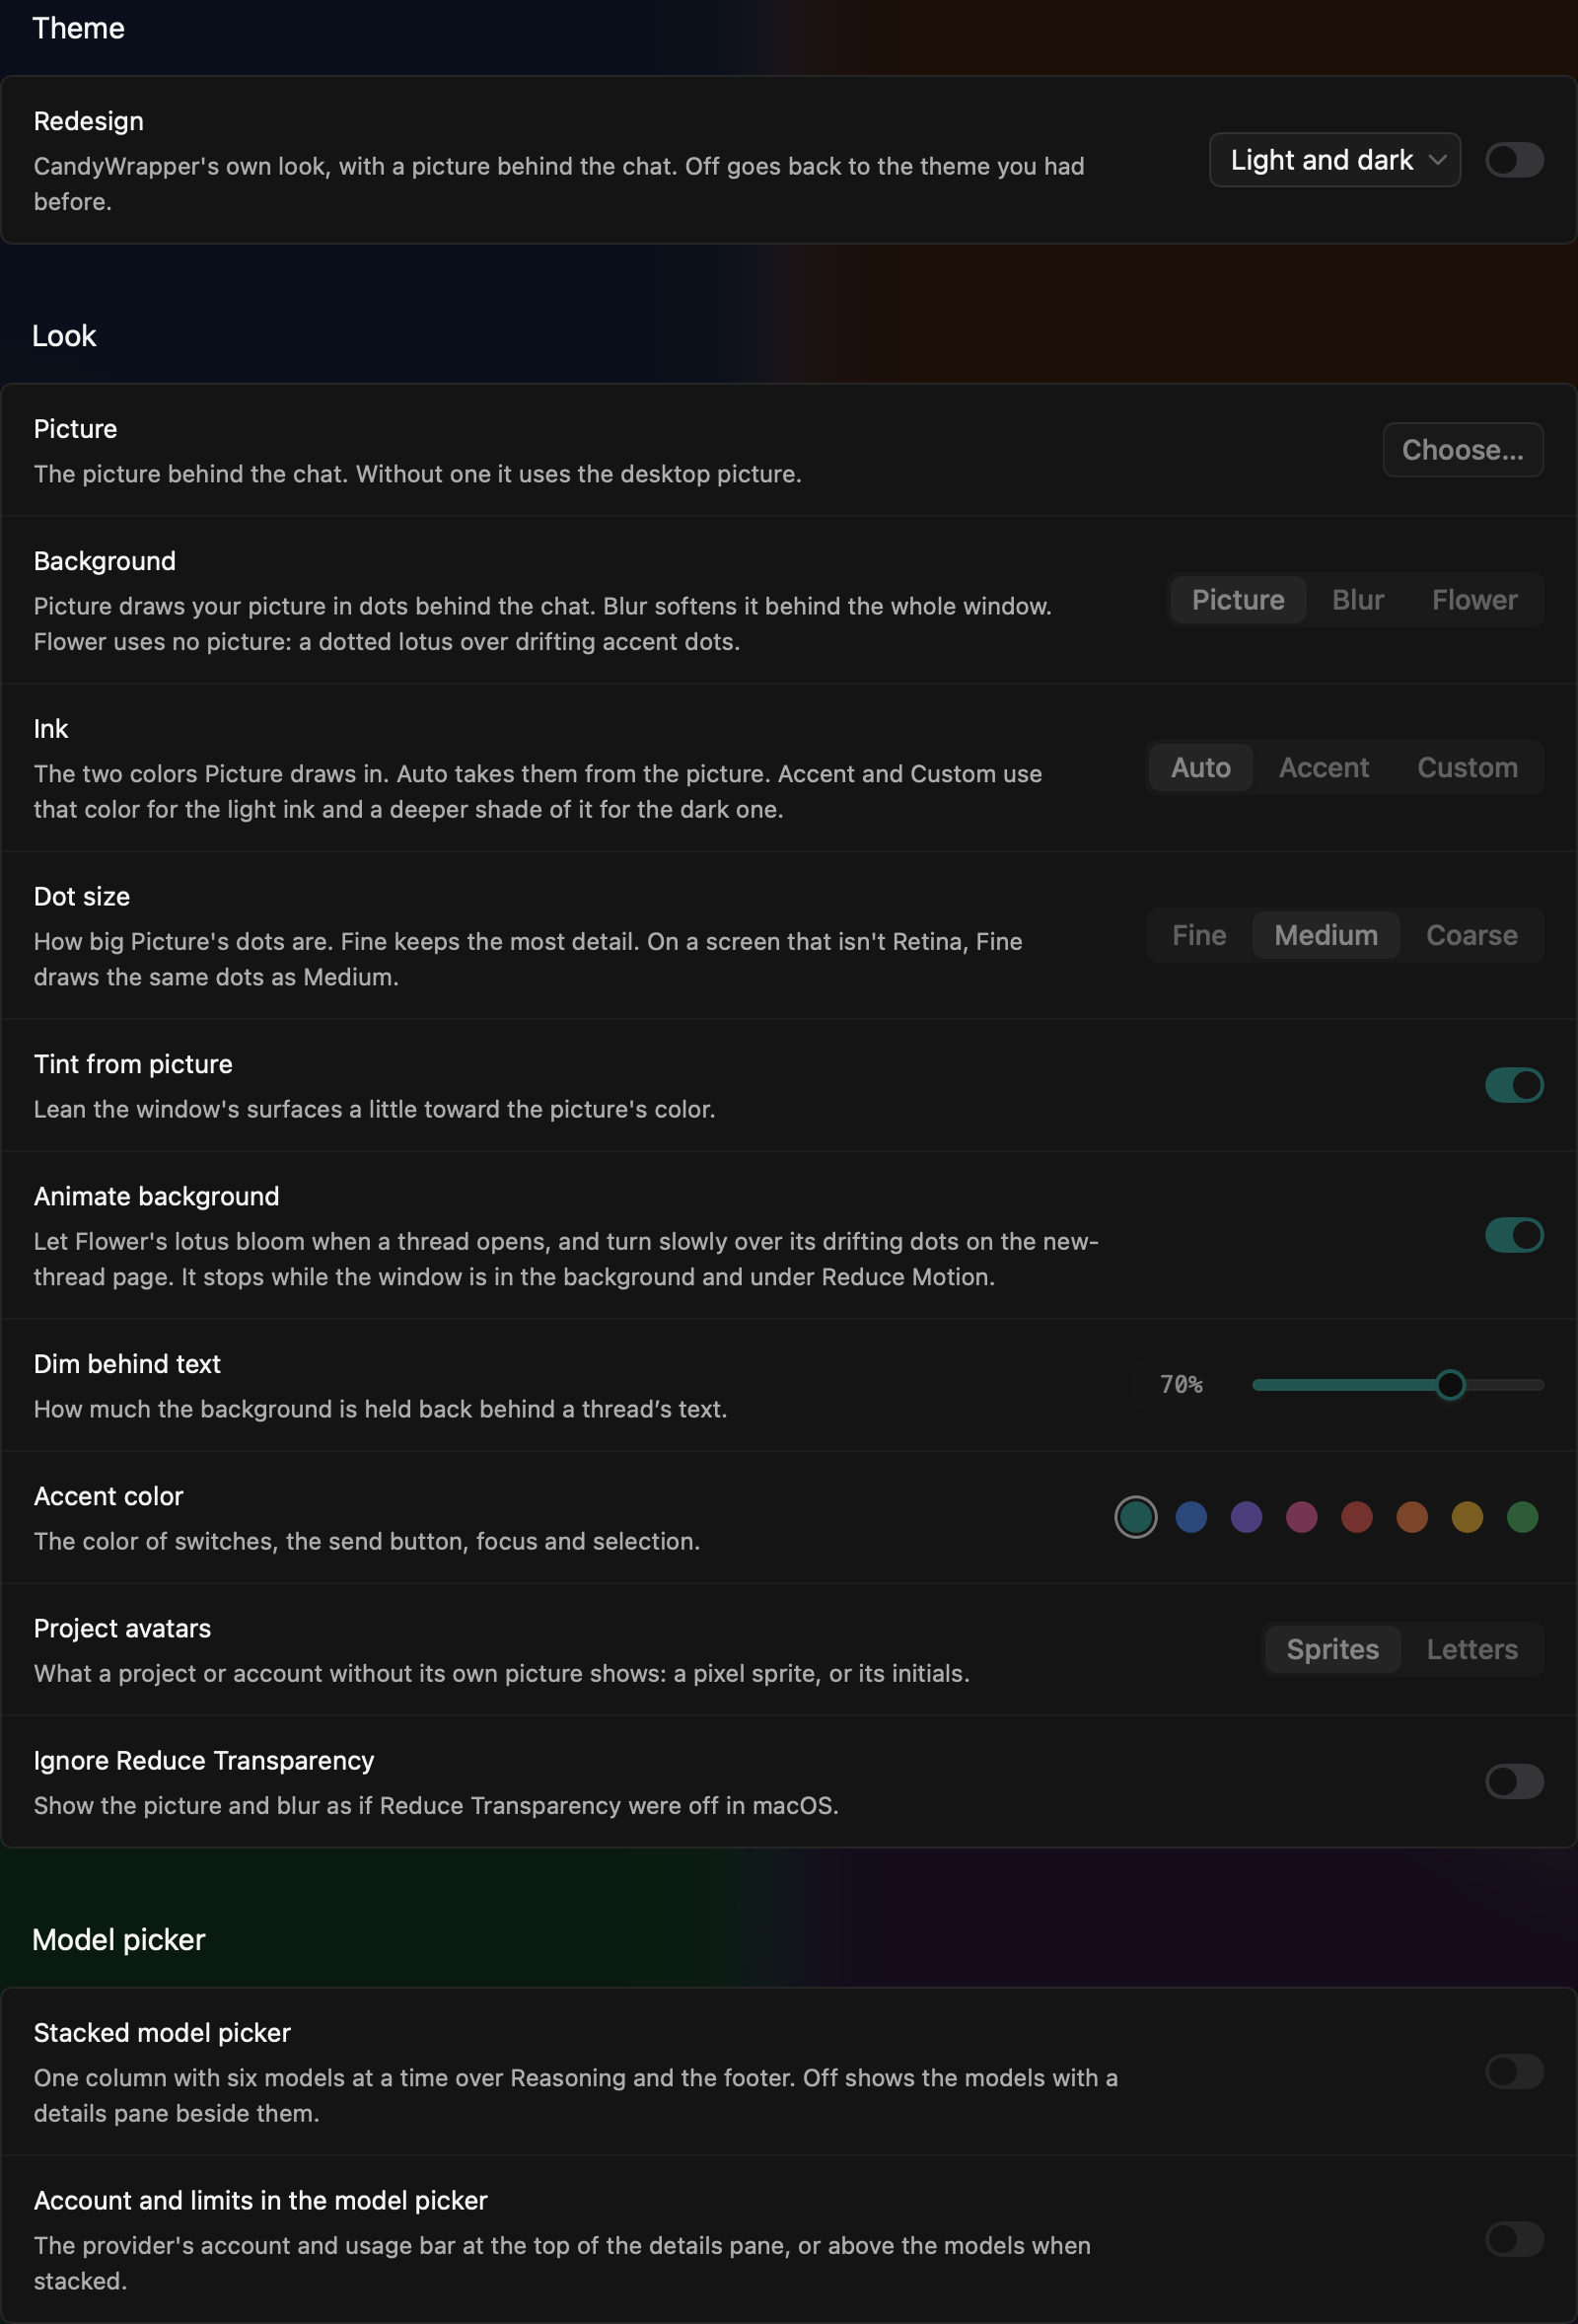 Theme
Redesign
CandyWrapper's own look, with a picture behind the chat. Off goes back to the theme you had
before.
Light and dark
Look
Picture
The picture behind the chat. Without one it uses the desktop picture.
Choose...
Background
Picture draws your picture in dots behind the chat. Blur softens it behind the whole window.
Flower uses no picture: a dotted lotus over drifting accent dots.
Picture Blur Flower
Ink
The two colors Picture draws in. Auto takes them from the picture. Accent and Custom use
that color for the light ink and a deeper shade of it for the dark one.
Auto Accent Custom
Dot size
How big Picture's dots are. Fine keeps the most detail. On a screen that isn't Retina, Fine
draws the same dots as Medium.
Fine Medium Coarse
Tint from picture
Lean the window's surfaces a little toward the picture's color.
Animate background
Let Flower's lotus bloom when a thread opens, and turn slowly over its drifting dots on the new-
thread page. It stops while the window is in the background and under Reduce Motion.
Dim behind text
How much the background is held back behind a thread’s text.
70%
Accent color
The color of switches, the send button, focus and selection.
Project avatars
What a project or account without its own picture shows: a pixel sprite, or its initials.
Sprites Letters
Ignore Reduce Transparency
Show the picture and blur as if Reduce Transparency were off in macOS.
Model picker
Stacked model picker
One column with six models at a time over Reasoning and the footer. Off shows the models with a
details pane beside them.
Account and limits in the model picker
The provider's account and usage bar at the top of the details pane, or above the models when
stacked.